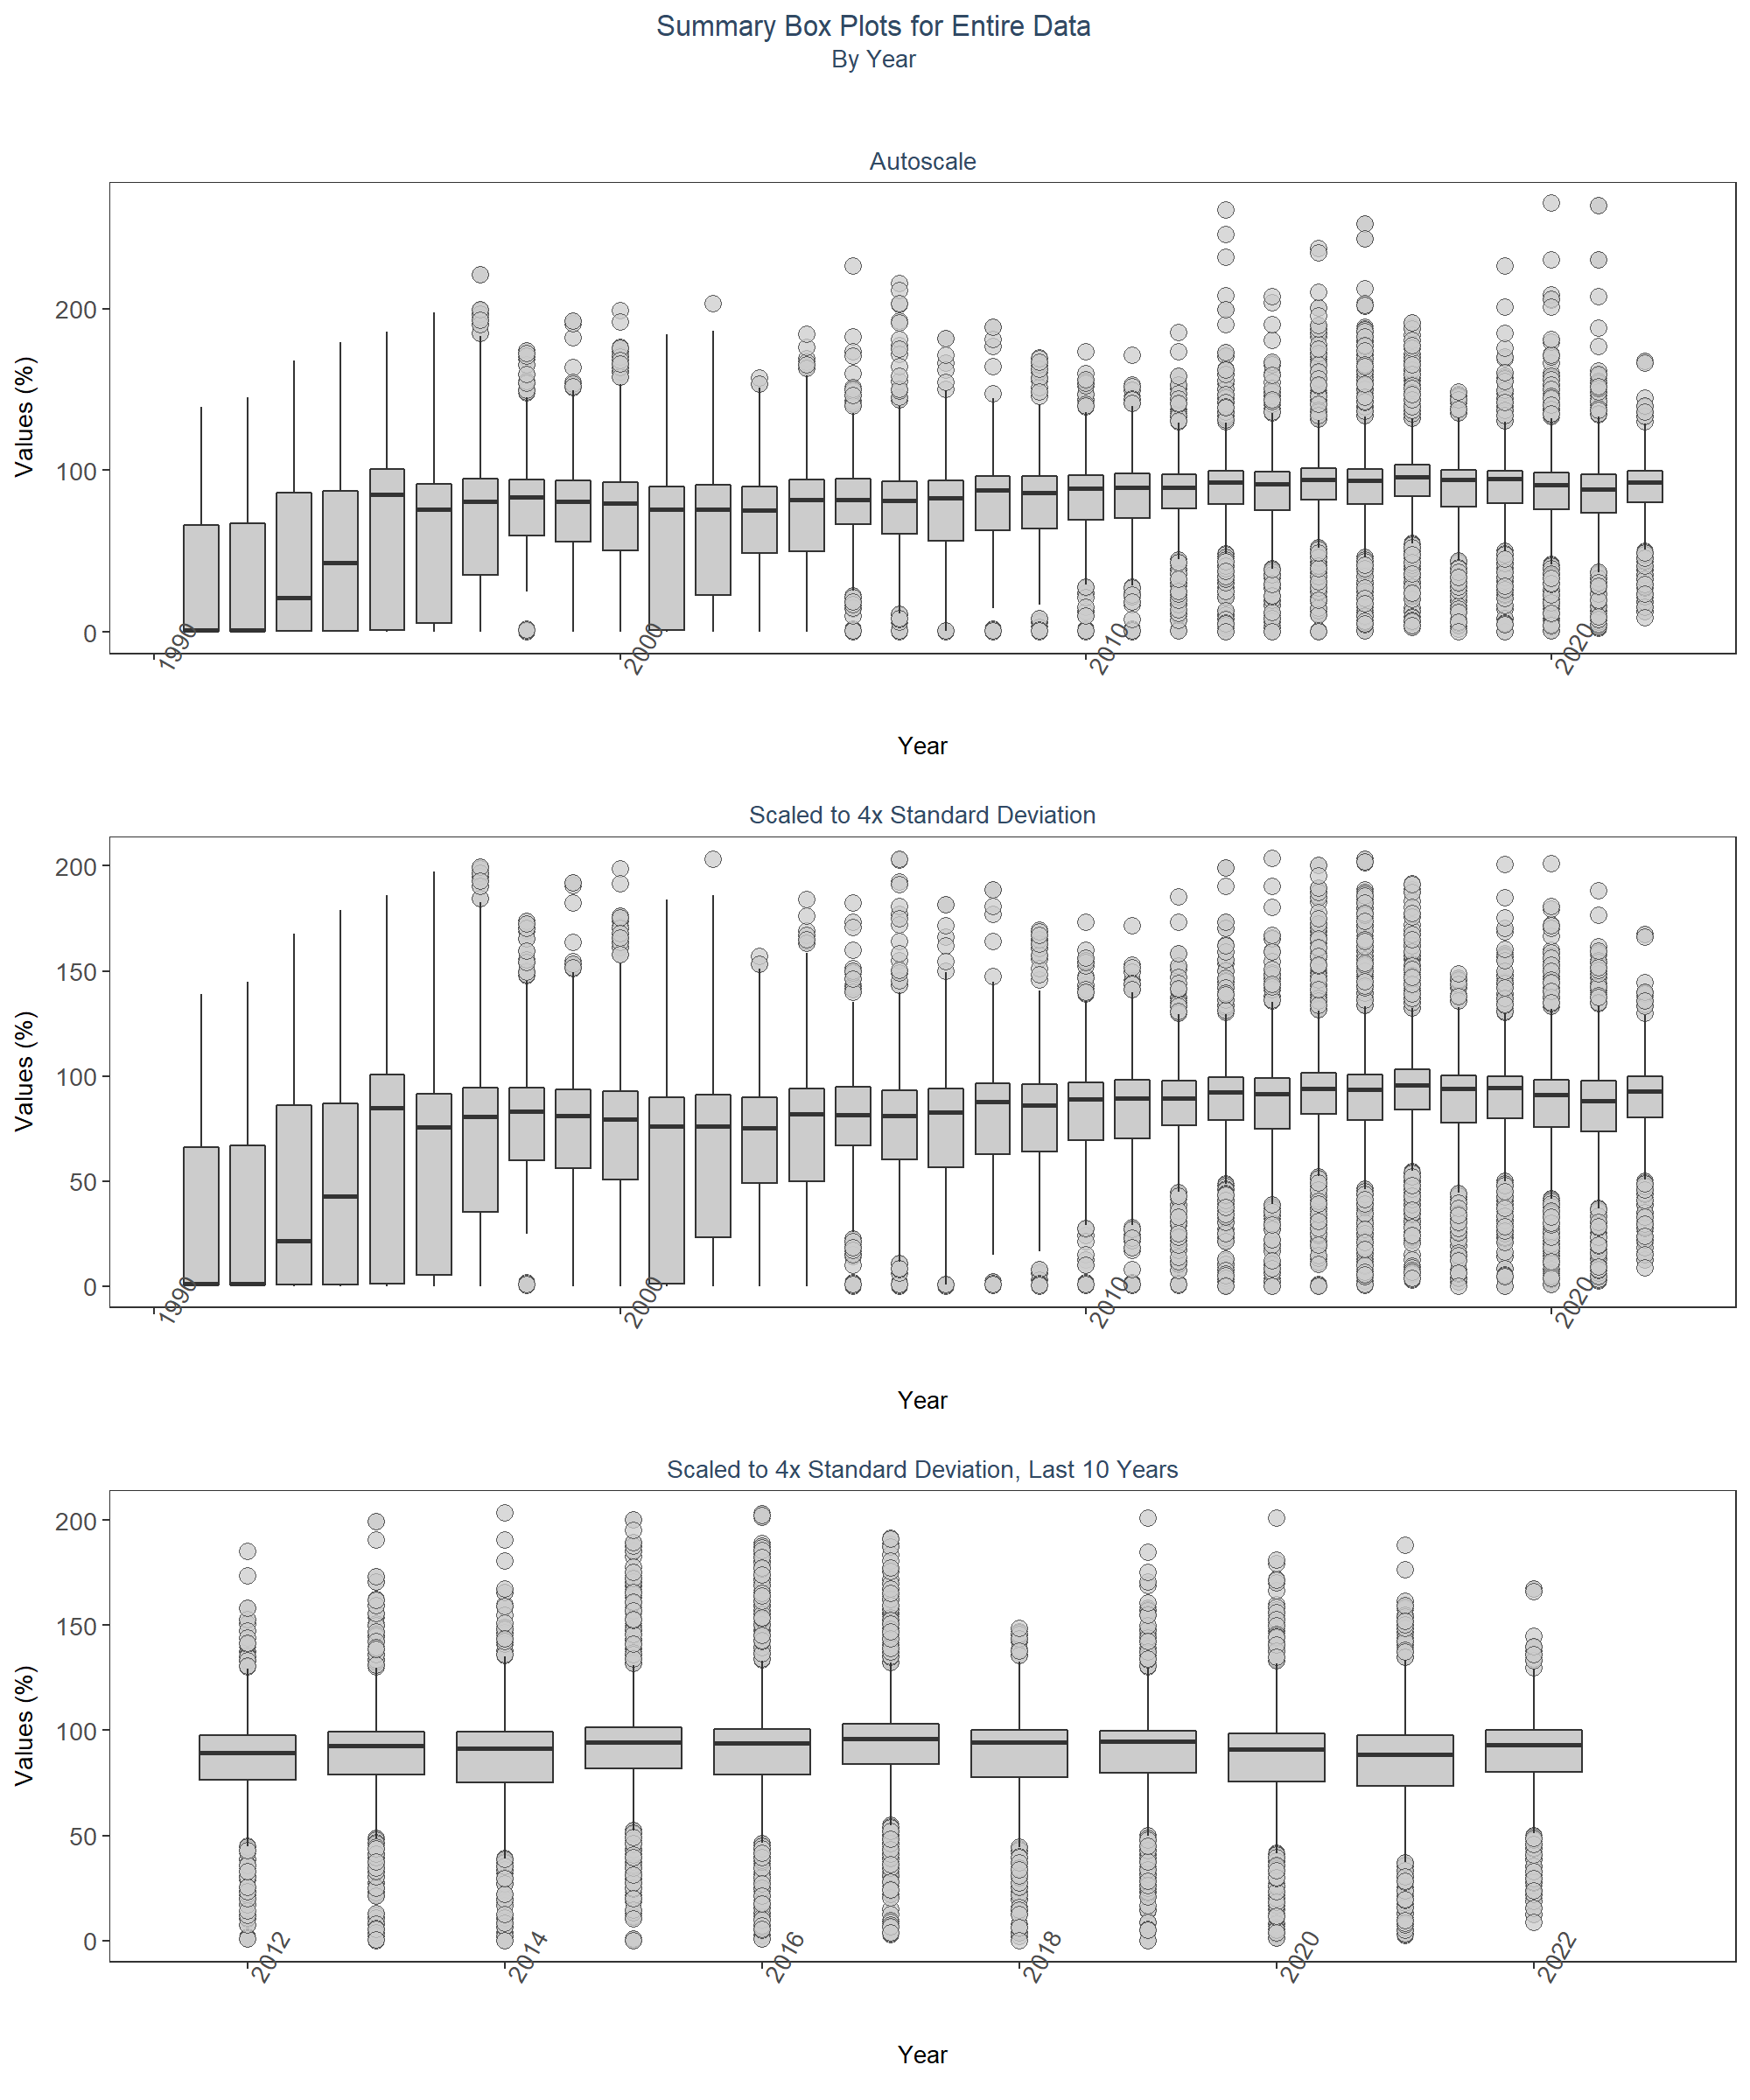 Summary Box Plots for Entire Data
By Year
Autoscale
Values (%)
200
100
0
1990
2000
2010
2020
Year
Scaled to 4x Standard Deviation
Values (%)
200
150
100
50
0
1990
2000
2010
2020
Year
Scaled to 4x Standard Deviation, Last 10 Years
Values (%)
200
150
100
50
0
2012
2014
2016
2018
2020
2022
Year